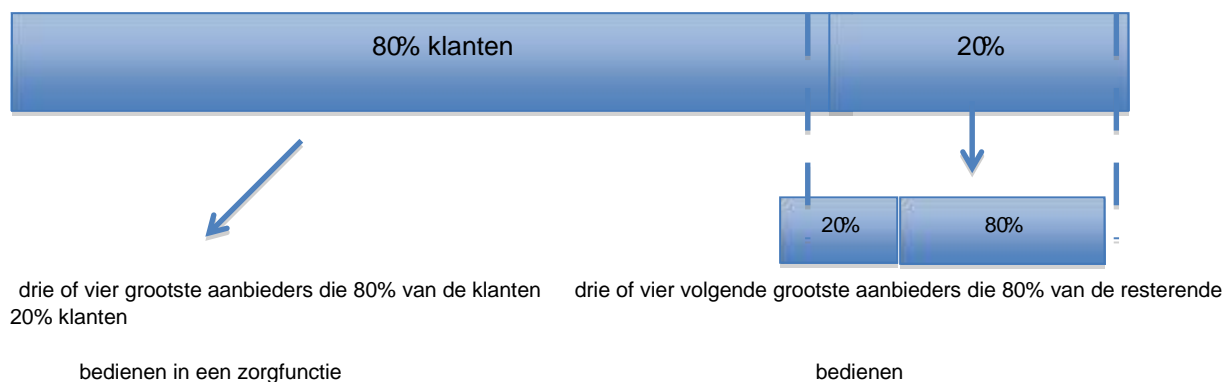 80% klanten 20%
20% 80%
drie of vier grootste aanbieders die 80% van de klanten drie of vier volgende grootste aanbieders die 80% van de resterende
20% klanten
bedienen in een zorgfunctie bedienen